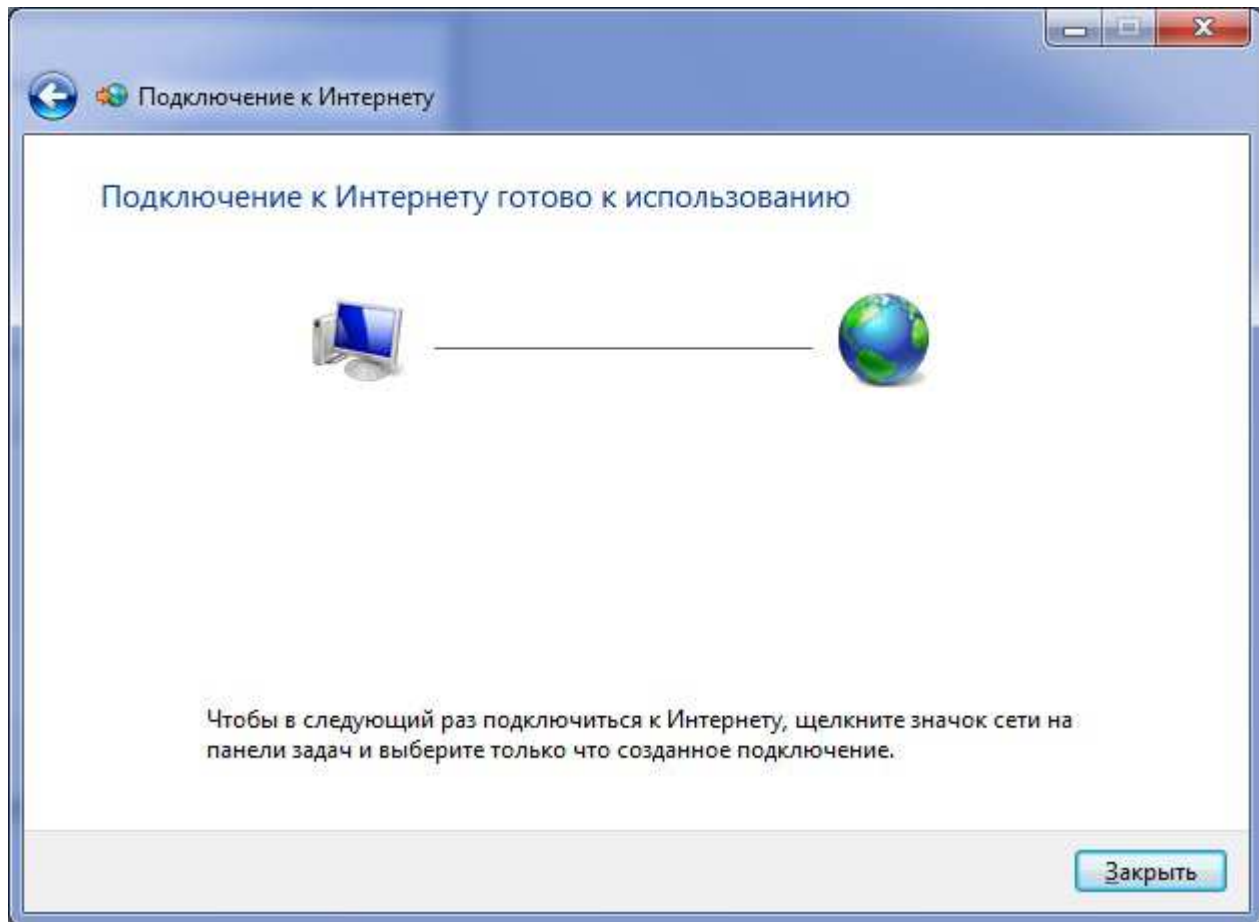 Подключение к Интернету
Подключение к Интернету готово к использованию
Чтобы в следующий раз подключиться к Интернету, щелкните значок сети на
панели задач и выберите только что созданное подключение.
Закрыть